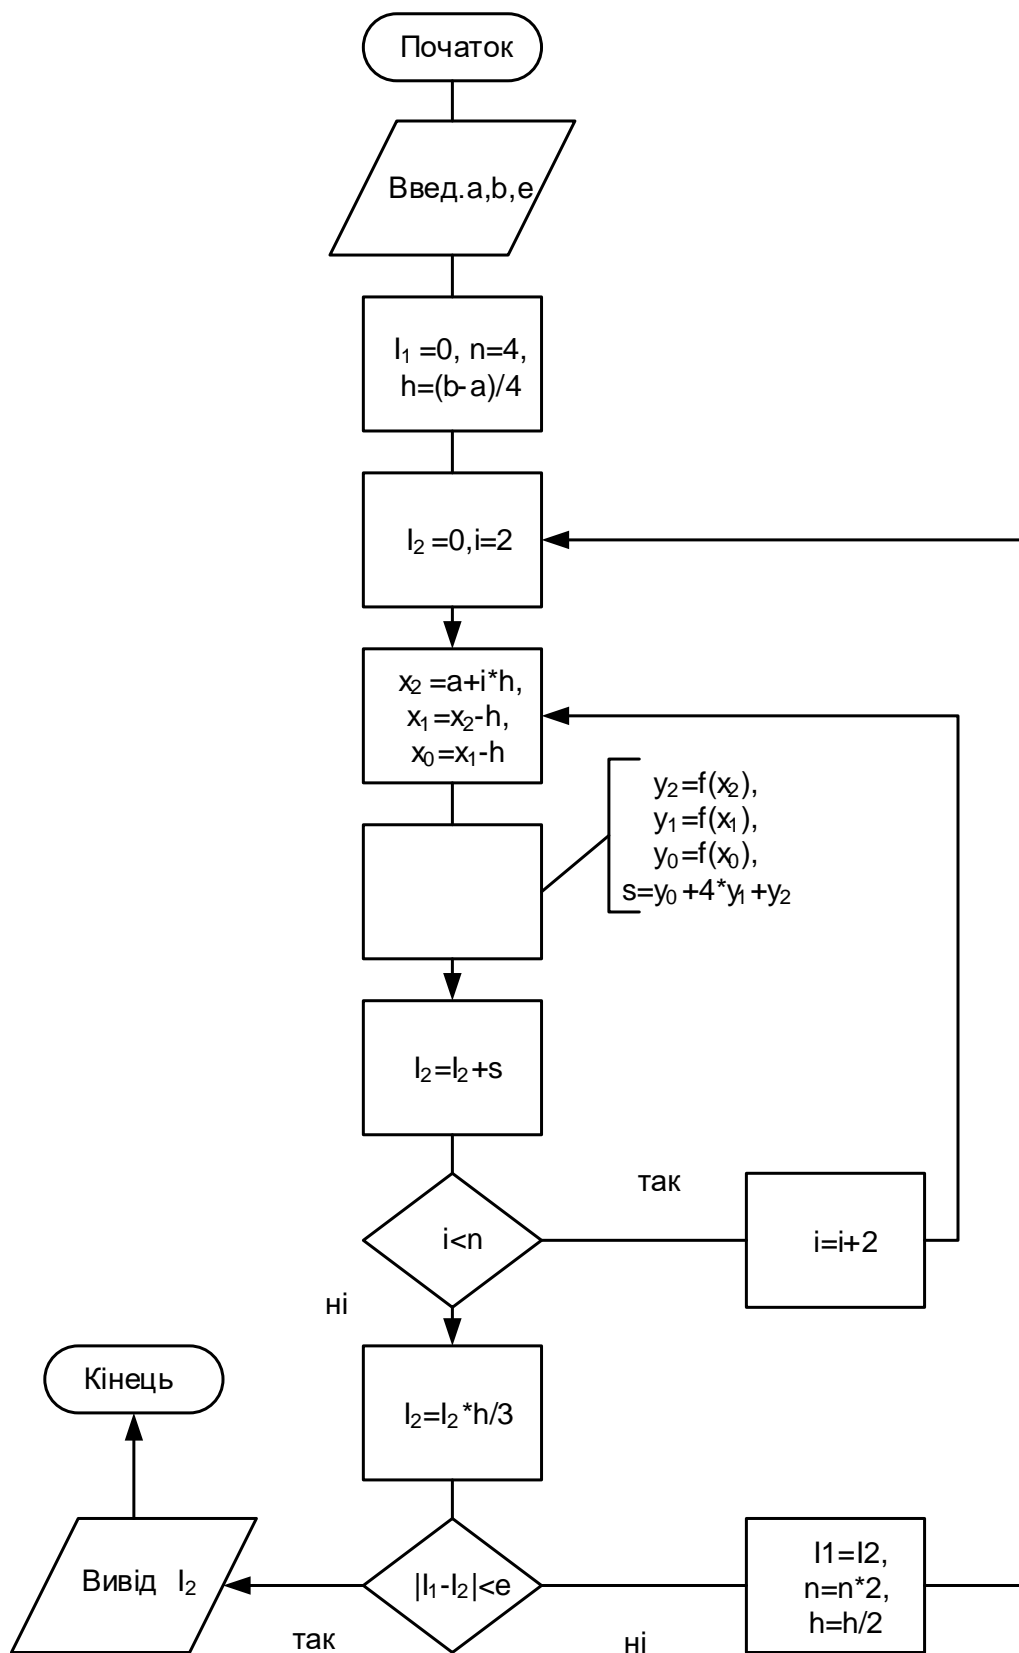 Початок
Введ.a,b,e
I₁ =0, n=4,
h=(b-a)/4
I₂ =0,i=2
x₂ =a+i*h,
x₁ =x₂-h,
x₀=x₁-h
y₂=f(x₂),
y₁=f(x₁),
y₀=f(x₀),
s=y₀ +4*y₁+y₂
I₂=I₂+s
i<n
так
i=i+2
ні
I₂=I₂ *h/3
|I₁-I₂|<e
ні
I1=I2,
n=n*2,
h=h/2
так
Вивід I₂
Кінець